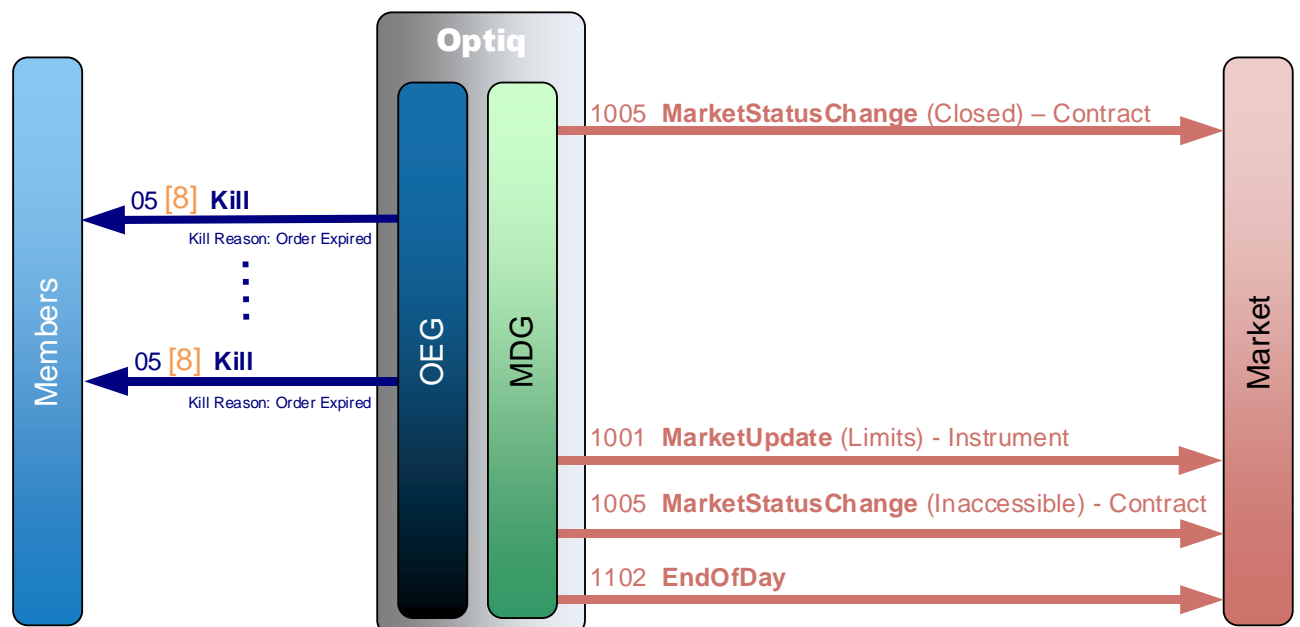 Optiq
1005 MarketStatusChange (Closed) – Contract
05 [8] Kill
Kill Reason: Order Expired
05 [8] Kill
Kill Reason: Order Expired
Members
OEG
MDG
Market
1001 MarketUpdate (Limits) - Instrument
1005 MarketStatusChange (Inaccessible) - Contract
1102 EndOfDay